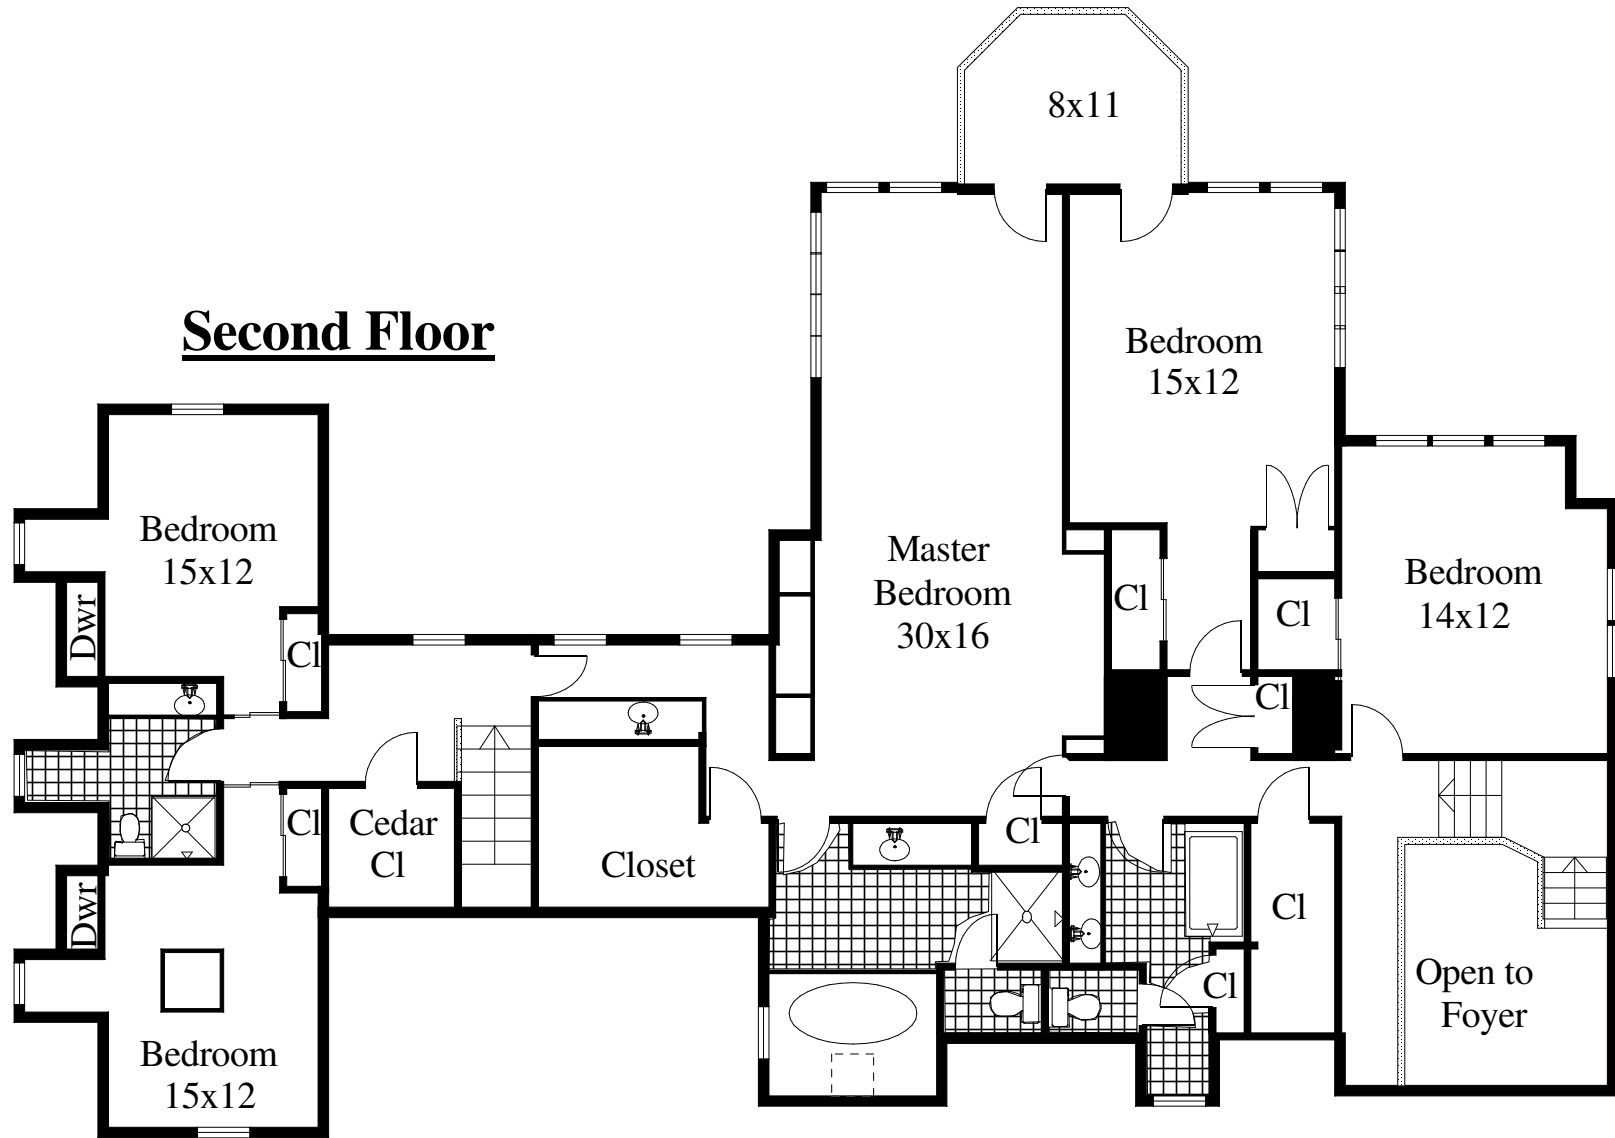 8x11
Second Floor
Bedroom
15x12
Bedroom
15x12
Master
Bedroom
30x16
Bedroom
14x12
Dwr
Cl
Cl
Cl
Cl
Cl
Cedar
Cl
Cl
Closet
Dwr
Cl
Cl
Open to
Foyer
Bedroom
15x12